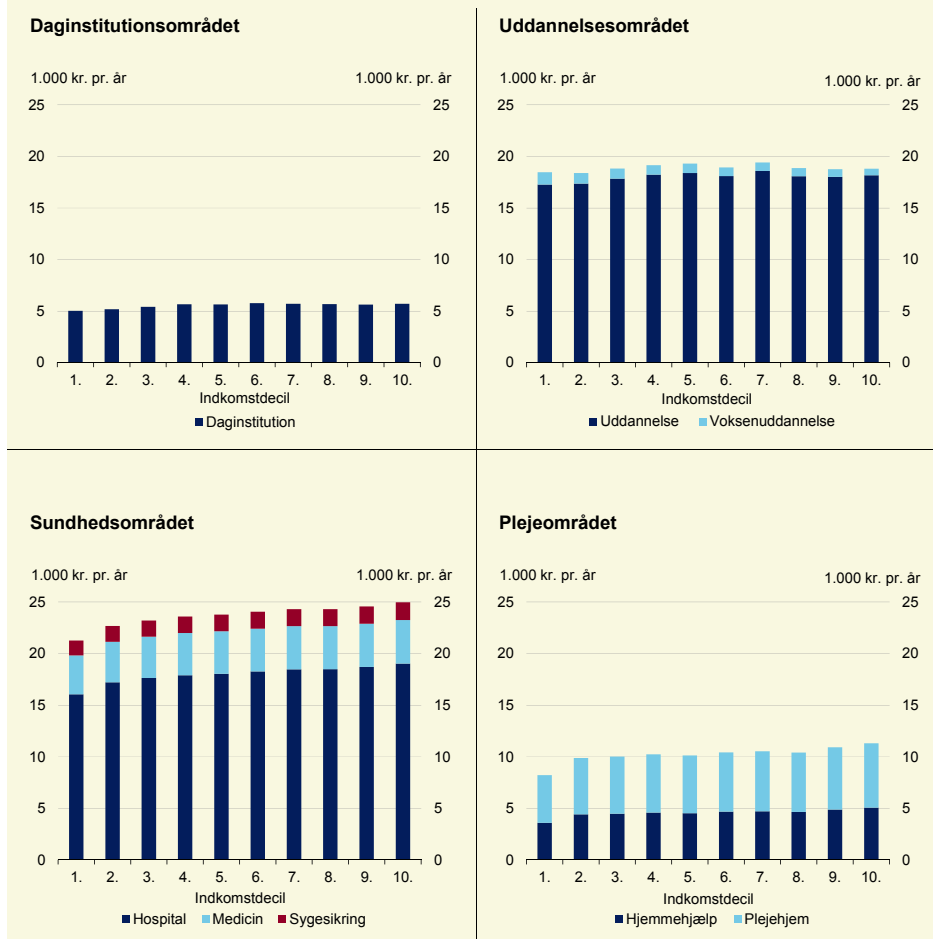 Daginstitutionsområdet
1.000 kr. pr. år 1.000 kr. pr. år
25 25
20 20
15 15
10 10
5 5
0 0
1. 2. 3. 4. 5. 6. 7. 8. 9. 10.
Indkomstdecil
Daginstitution
Uddannelsesområdet
1.000 kr. pr. år 1.000 kr. pr. år
25 25
20 20
15 15
10 10
5 5
0 0
1. 2. 3. 4. 5. 6. 7. 8. 9. 10.
Indkomstdecil
Uddannelse Voksenuddannelse
Sundhedsområdet
1.000 kr. pr. år 1.000 kr. pr. år
25 25
20 20
15 15
10 10
5 5
0 0
1. 2. 3. 4. 5. 6. 7. 8. 9. 10.
Indkomstdecil
Hospital Medicin Sygesikring
Plejeområdet
1.000 kr. pr. år 1.000 kr. pr. år
25 25
20 20
15 15
10 10
5 5
0 0
1. 2. 3. 4. 5. 6. 7. 8. 9. 10.
Indkomstdecil
Hjemmehjælp Plejehjem